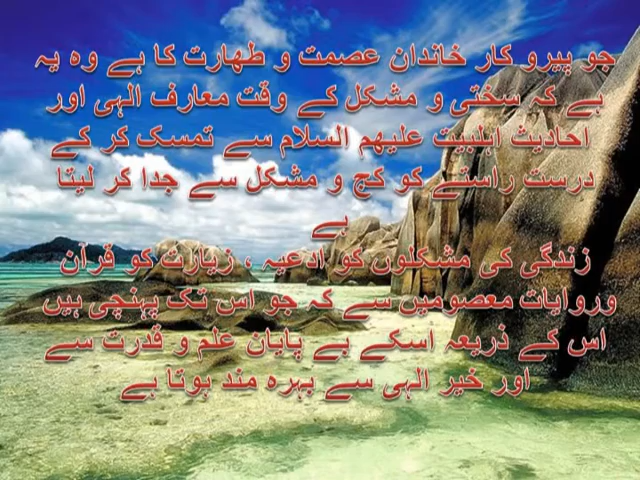 جو پیرو کار خاندان عصمت و طهارت کا ہے وہ یہ
ہے کہ سختی و مشکل کے وقت معارف الہی اور
احادیث اہلبیت علیهم السلام سے تمسک کر کے
درست راستے کو کج و مشکل سے جدا کر لیتا
ہے
زندگی کی مشکلوں کو ادعیہ ، زیارت کو قرآن
وروایات معصومین سے کہ جو اس تک پہنچی ہیں
اس کے ذریعہ اسکے بے پایان علم و قدرت سے
اور خیر الہی سے بہرہ مند ہوتا ہے